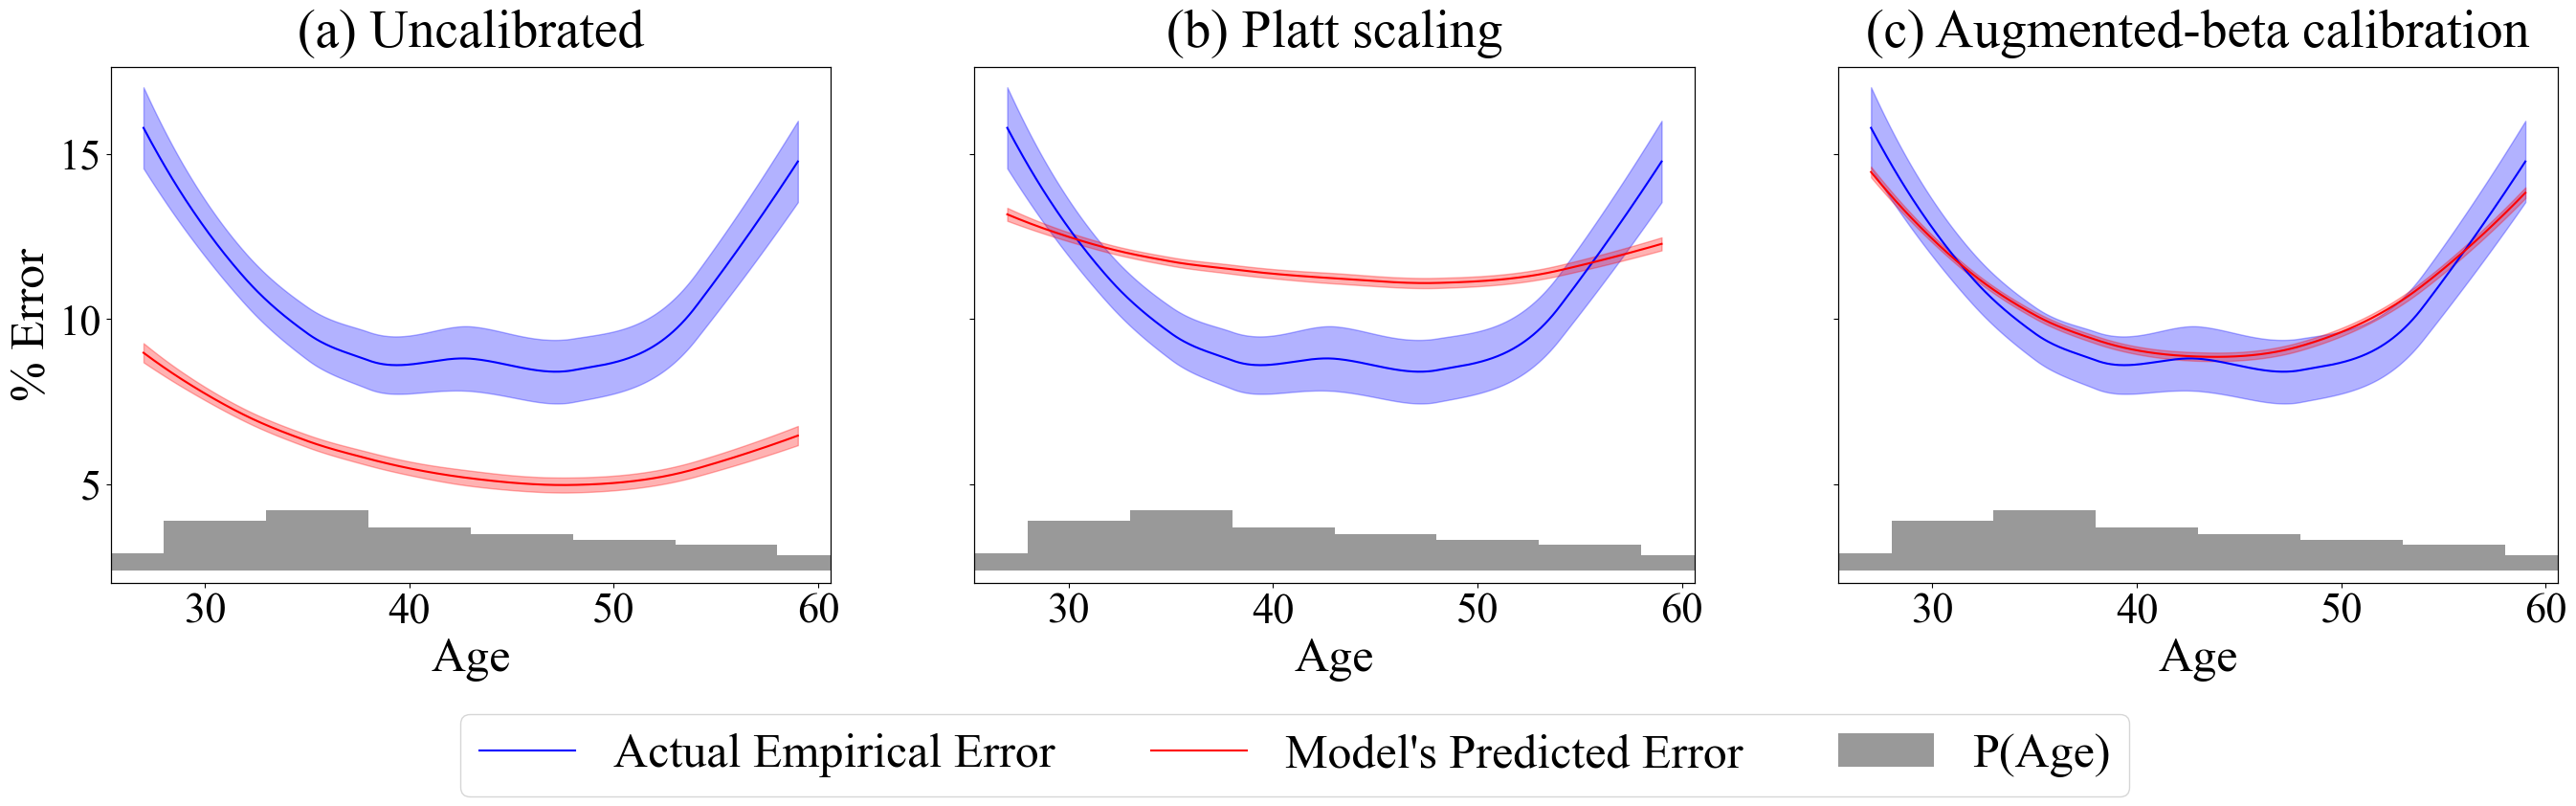 (a) Uncalibrated
(b) Platt scaling
(c) Augmented-beta calibration
% Error
15
10
5
30 40 50 60
30 40 50 60
30 40 50 60
Age
Age
Age
Actual Empirical Error
Model's Predicted Error
P(Age)